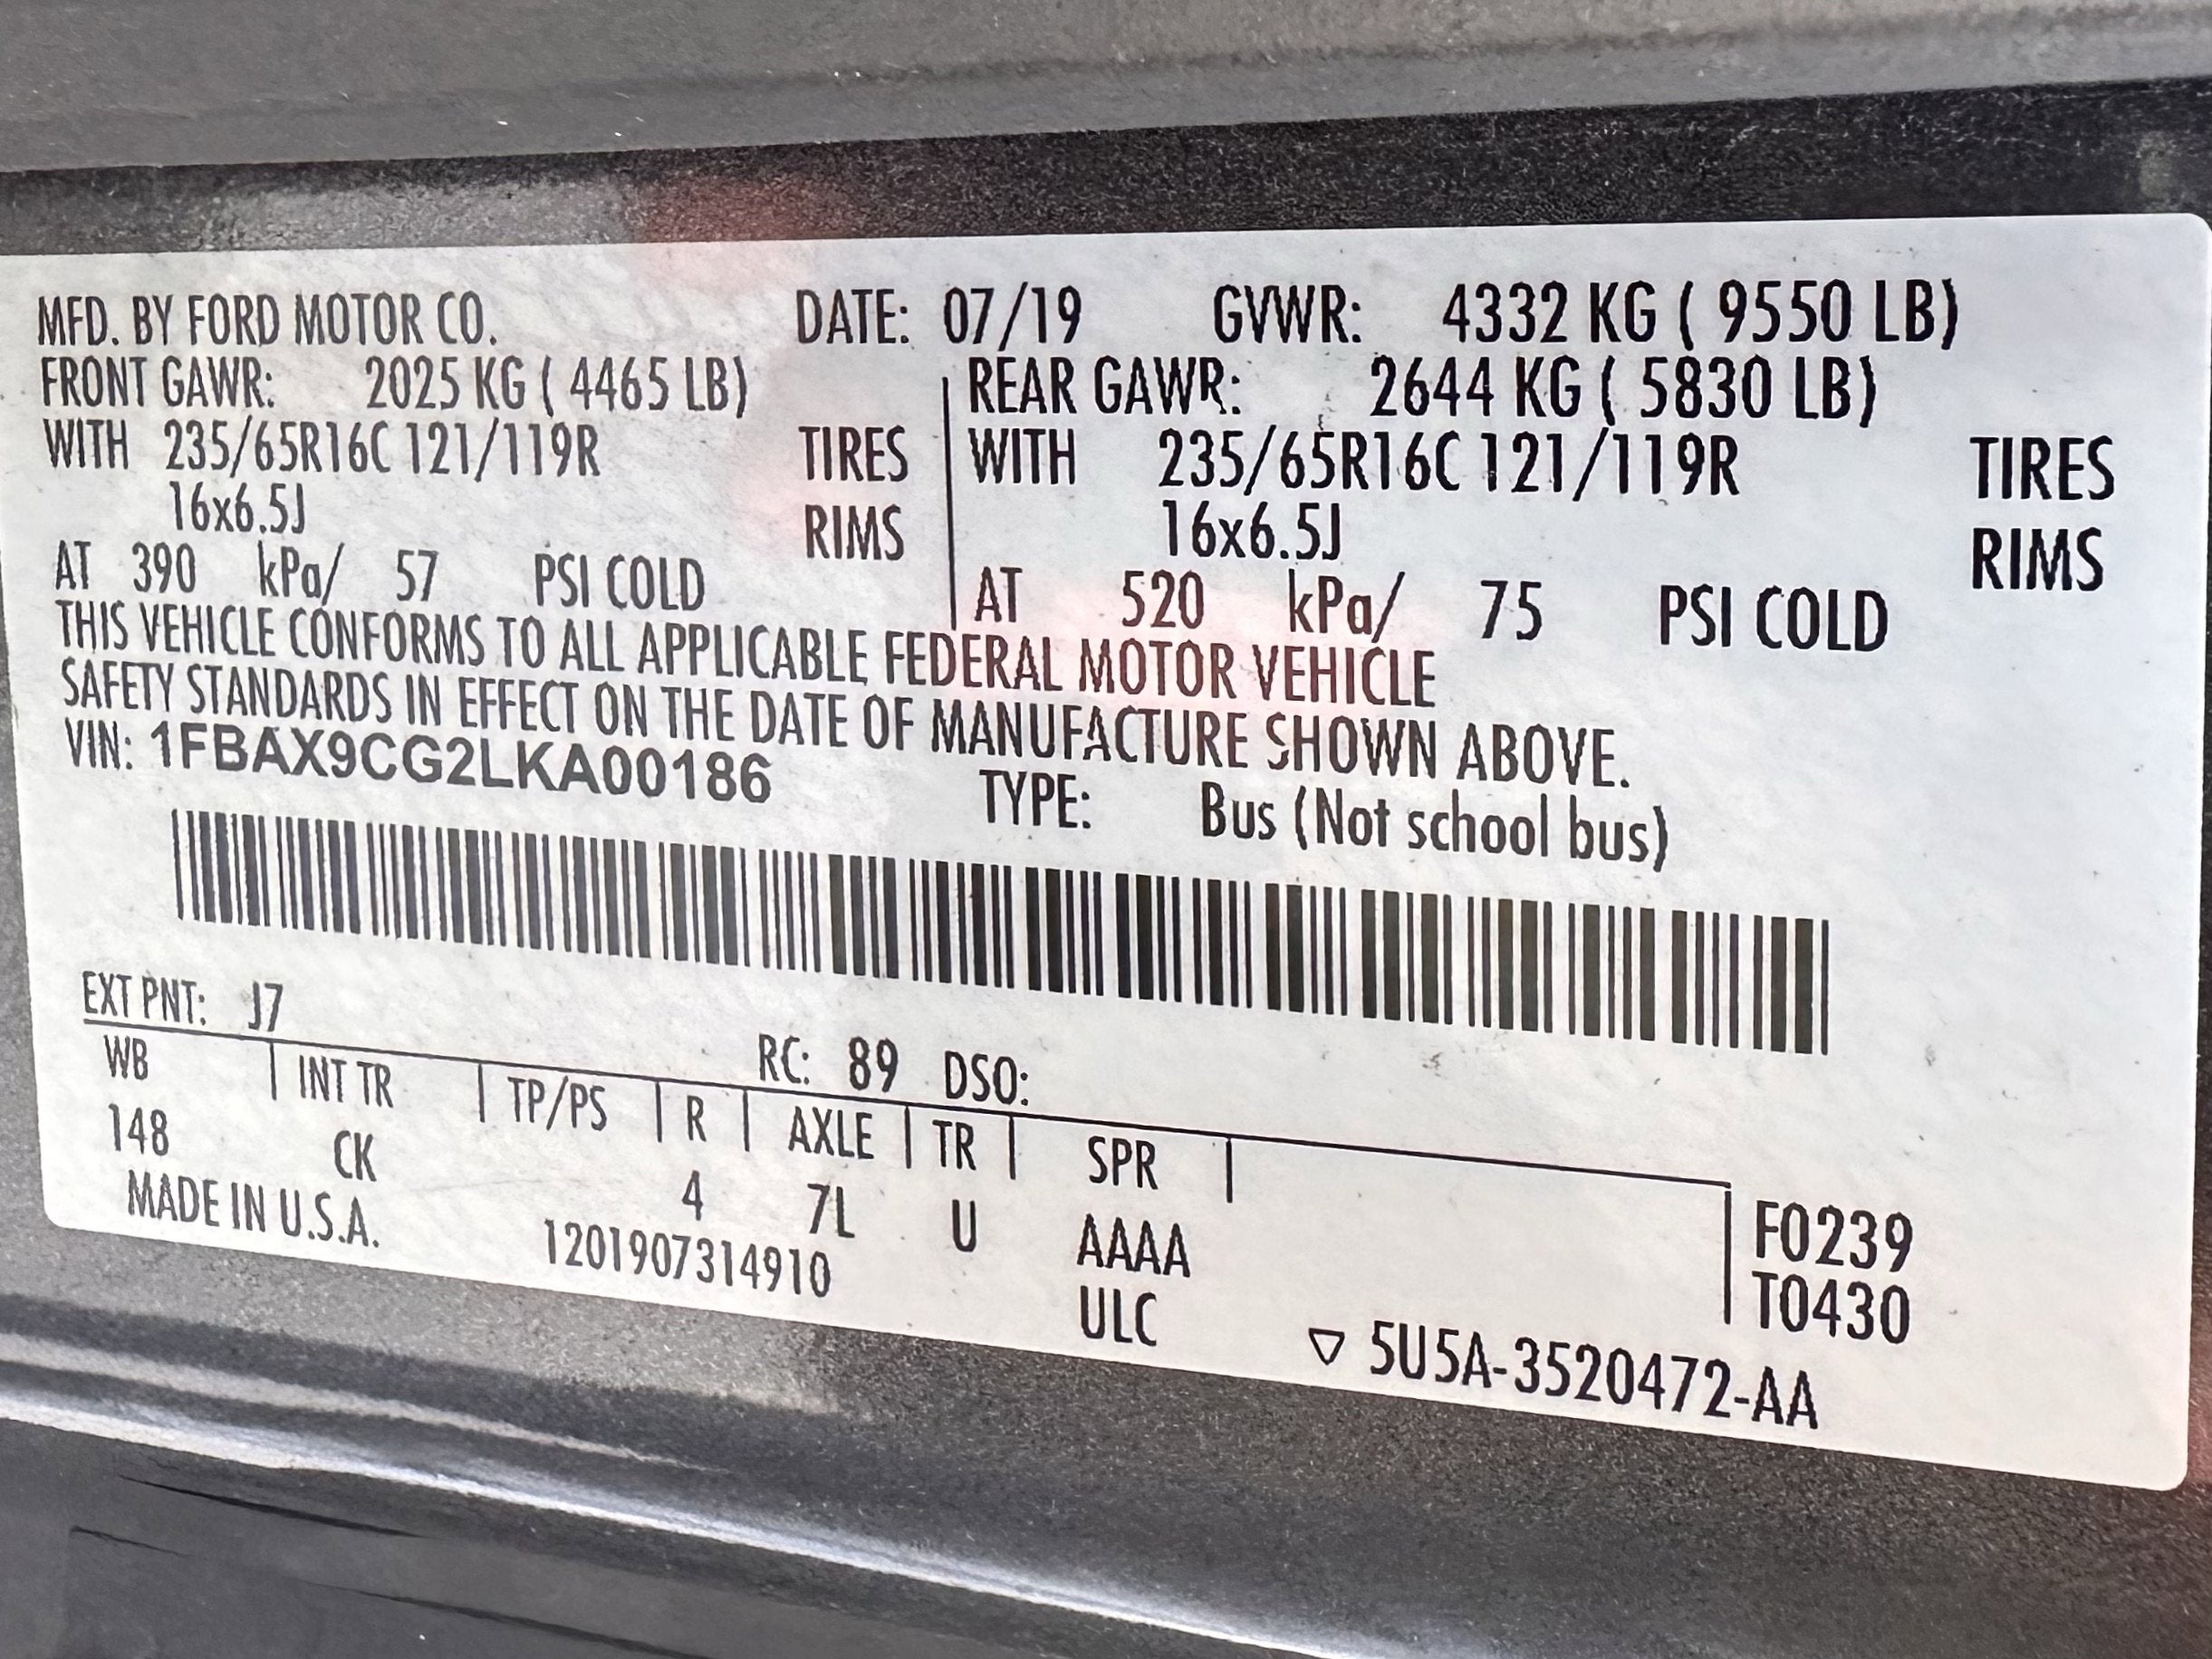 MFD. BY FORD MOTOR CO. DATE: 07/19 GVWR: 4332 KG ( 9550 LB)
FRONT GAWR: 2025 KG ( 4465 LB) REAR GAWR: 2644 KG ( 5830 LB)
WITH 235/65R16C 121/119R TIRES WITH 235/65R16C 121/119R TIRES
16x6.5J RIMS 16x6.5J RIMS
AT 390 kPa/ 57 PSI COLD AT 520 kPa/ 75 PSI COLD
THIS VEHICLE CONFORMS TO ALL APPLICABLE FEDERAL MOTOR VEHICLE
SAFETY STANDARDS IN EFFECT ON THE DATE OF MANUFACTURE SHOWN ABOVE.
VIN: 1FBAX9CG2LKA00186 TYPE: Bus (Not school bus)
EXT PNT: J7 RC: 89 DSO:
WB | INT TR | TP/PS | R | AXLE | TR | SPR |
148 CK 4 7L U AAAA F0239
MADE IN U.S.A. 1201907314910 ULC T0430
▽ 5U5A-3520472-AA